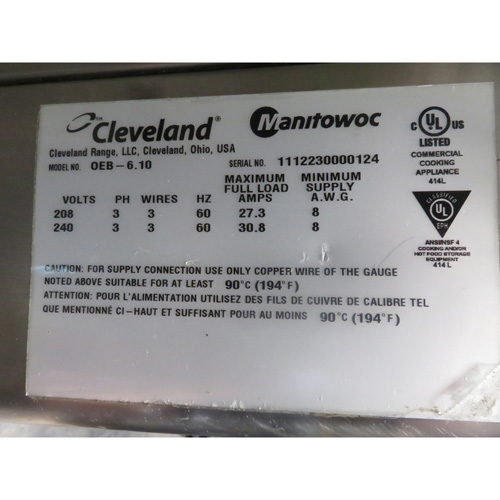 Cleveland® Manitowoc
Cleveland Range, LLC, Cleveland, Ohio, USA
MODEL NO. OEB-6.10 SERIAL NO. 1112230000124
VOLTS PH WIRES HZ MAXIMUM FULL LOAD AMPS MINIMUM SUPPLY A.W.G.
208 3 3 60 27.3 8
240 3 3 60 30.8 8
CAUTION: FOR SUPPLY CONNECTION USE ONLY COPPER WIRE OF THE GAUGE
NOTED ABOVE SUITABLE FOR AT LEAST 90°C (194°F)
ATTENTION: POUR L'ALIMENTATION UTILISEZ DES FILS DE CUIVRE DE CALIBRE TEL
QUE MENTIONNÉ CI-HAUT ET SUFFISANT POUR AU MOINS 90°C (194°F)
C UL US
LISTED
COMMERCIAL
COOKING
APPLIANCE
414L
CLASSIFIED
UL
EPH
ANSI/NSF 4
COOKING AND/OR
HOT FOOD STORAGE
EQUIPMENT
414 L